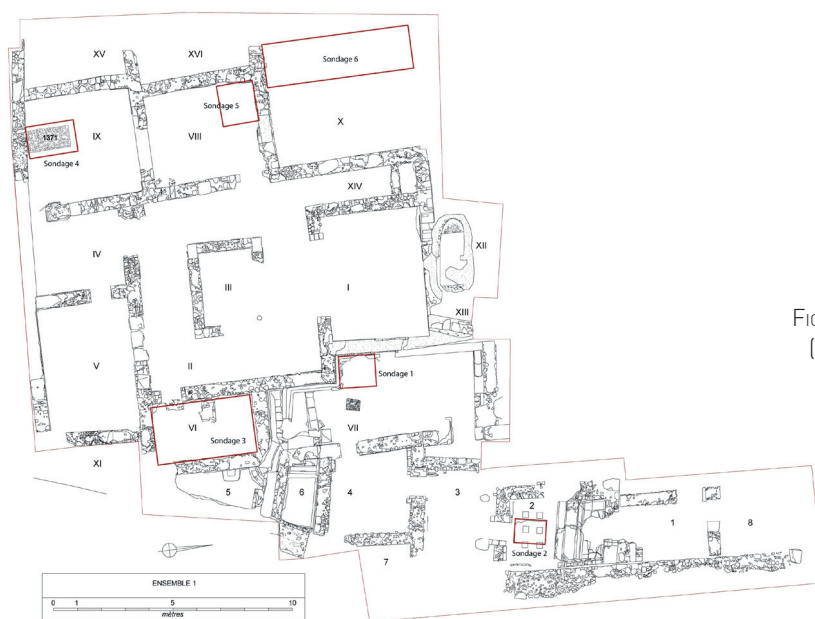 XV
XVI
Sondage 6
Sondage 5
X
1371
IX
VIII
Sondage 4
XIV
IV
XII
III
I
XIII
V
II
Sondage 1
VI
VII
Sondage 3
XI
5
6
4
3
2
1
8
Sondage 2
7
ENSEMBLE 1
0 1 5 10
mètres
FIG
(